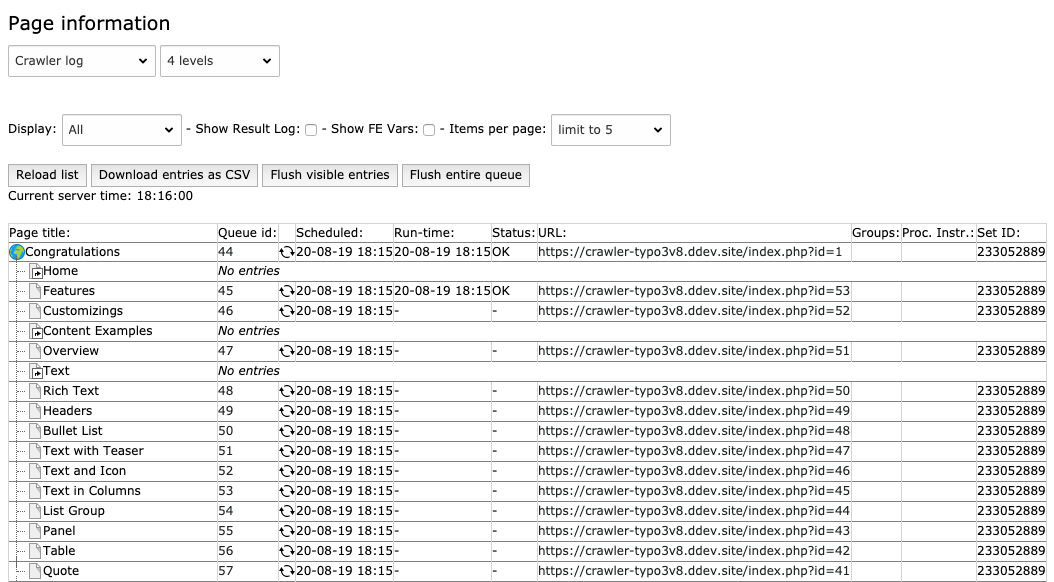 Page information
Crawler log 4 levels
Display: All - Show Result Log: - Show FE Vars: - Items per page: limit to 5
Reload list Download entries as CSV Flush visible entries Flush entire queue
Current server time: 18:16:00
Page title: Queue id: Scheduled: Run-time: Status: URL: Groups: Proc. Instr.: Set ID:
Congratulations 44 20-08-19 18:15 20-08-19 18:15 OK https://crawler-typo3v8.ddev.site/index.php?id=1 233052889
Home No entries
Features 45 20-08-19 18:15 20-08-19 18:15 OK https://crawler-typo3v8.ddev.site/index.php?id=53 233052889
Customizings 46 20-08-19 18:15 - - https://crawler-typo3v8.ddev.site/index.php?id=52 233052889
Content Examples No entries
Overview 47 20-08-19 18:15 - - https://crawler-typo3v8.ddev.site/index.php?id=51 233052889
Text No entries
Rich Text 48 20-08-19 18:15 - - https://crawler-typo3v8.ddev.site/index.php?id=50 233052889
Headers 49 20-08-19 18:15 - - https://crawler-typo3v8.ddev.site/index.php?id=49 233052889
Bullet List 50 20-08-19 18:15 - - https://crawler-typo3v8.ddev.site/index.php?id=48 233052889
Text with Teaser 51 20-08-19 18:15 - - https://crawler-typo3v8.ddev.site/index.php?id=47 233052889
Text and Icon 52 20-08-19 18:15 - - https://crawler-typo3v8.ddev.site/index.php?id=46 233052889
Text in Columns 53 20-08-19 18:15 - - https://crawler-typo3v8.ddev.site/index.php?id=45 233052889
List Group 54 20-08-19 18:15 - - https://crawler-typo3v8.ddev.site/index.php?id=44 233052889
Panel 55 20-08-19 18:15 - - https://crawler-typo3v8.ddev.site/index.php?id=43 233052889
Table 56 20-08-19 18:15 - - https://crawler-typo3v8.ddev.site/index.php?id=42 233052889
Quote 57 20-08-19 18:15 - - https://crawler-typo3v8.ddev.site/index.php?id=41 233052889